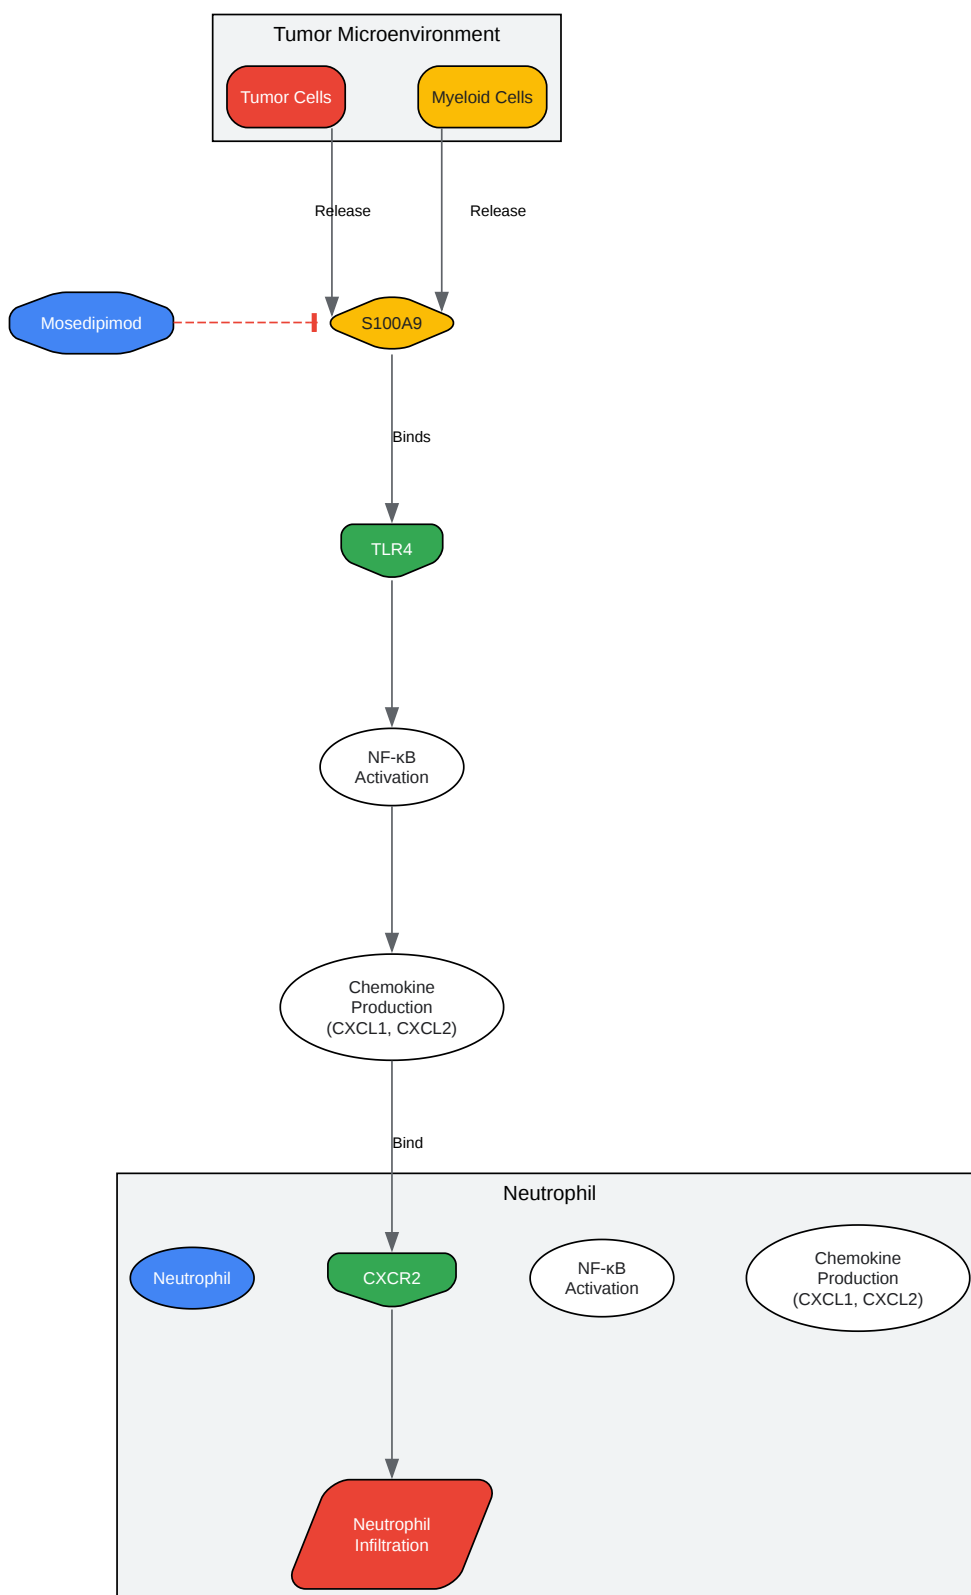 Tumor Microenvironment
Tumor Cells
Myeloid Cells
Release
Release
Mosedipimod
S100A9
Binds
TLR4
NF-κB
Activation
Chemokine
Production
(CXCL1, CXCL2)
Bind
Neutrophil
Neutrophil
CXCR2
NF-κB
Activation
Chemokine
Production
(CXCL1, CXCL2)
Neutrophil
Infiltration